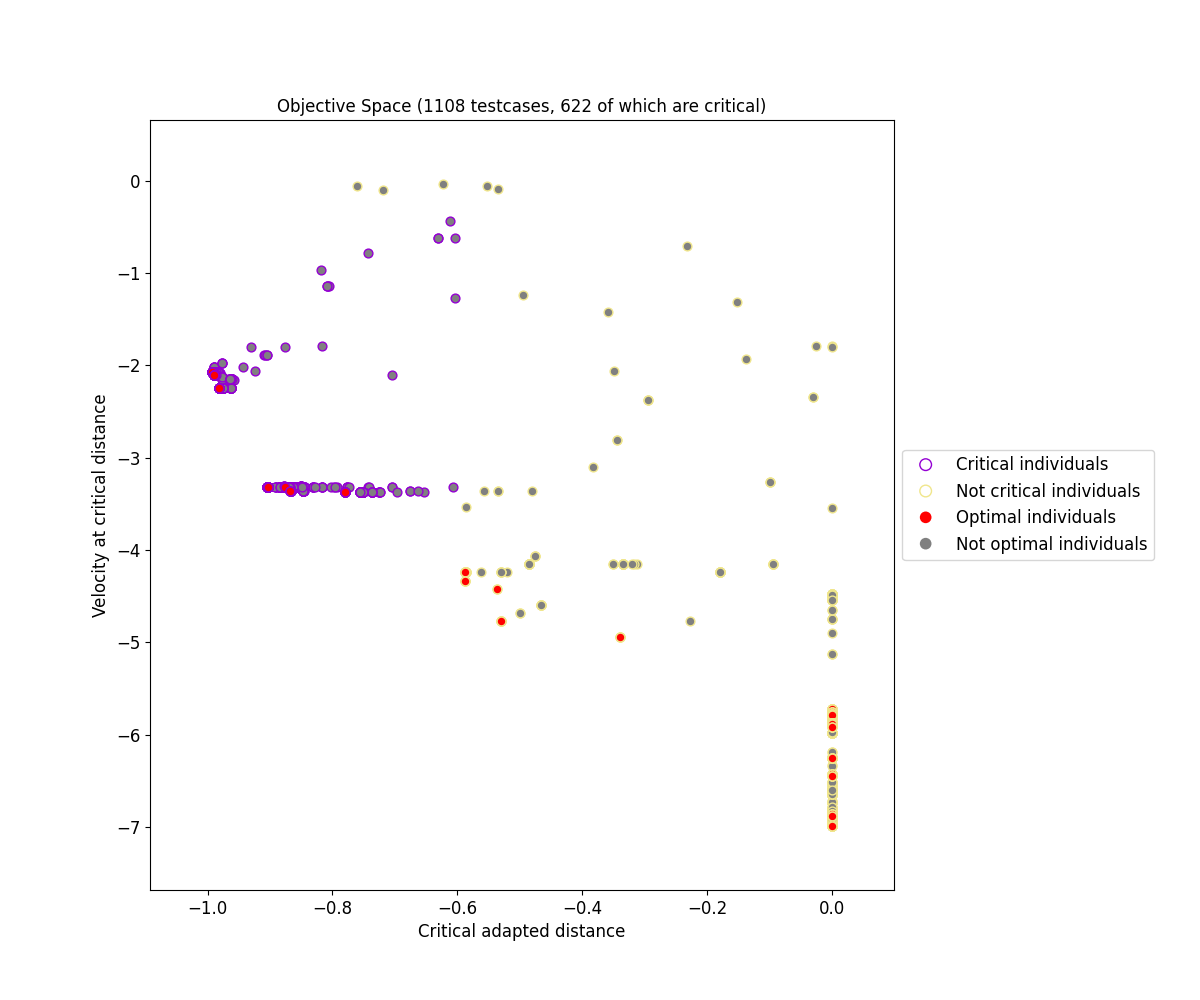 Objective Space (1108 testcases, 622 of which are critical)
0
−1
−2
−3
−4
−5
−6
−7
Velocity at critical distance
−1.0
−0.8
−0.6
−0.4
−0.2
0.0
Critical adapted distance
Critical individuals
Not critical individuals
Optimal individuals
Not optimal individuals